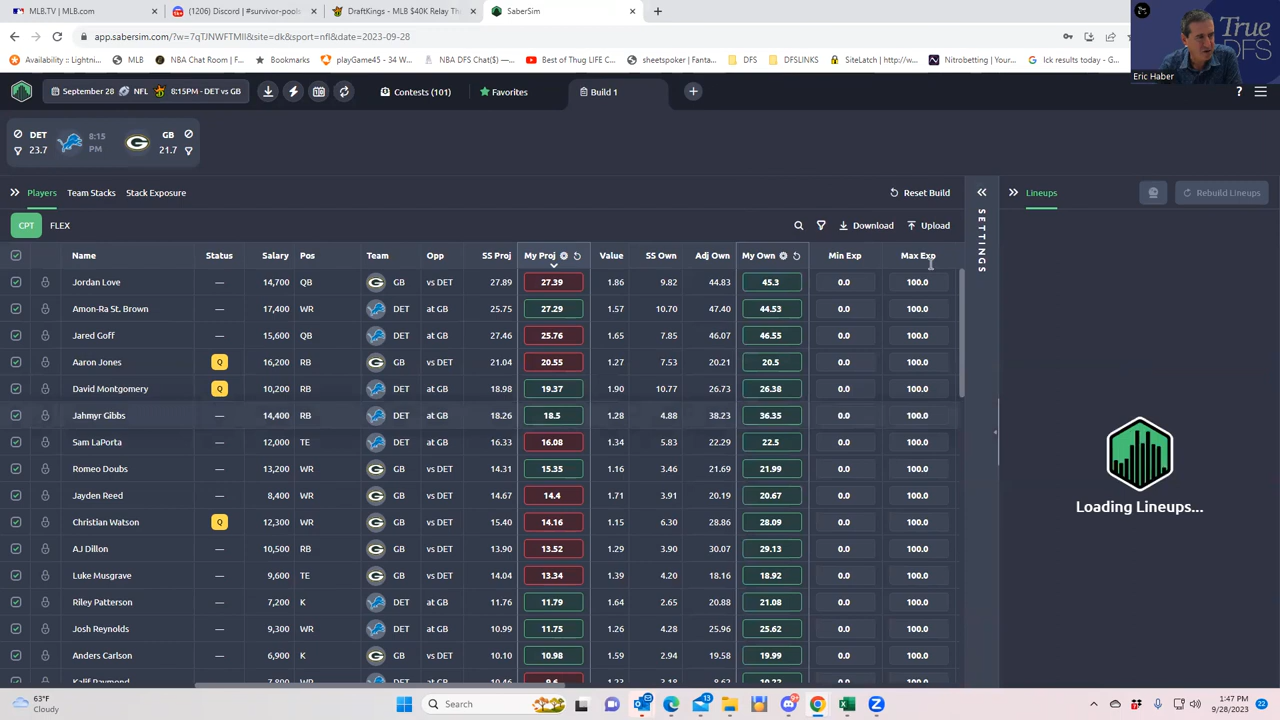 MLB.TV | MLB.com
(1206) Discord | #survivor-pools
DraftKings - MLB $40K Relay Th
SaberSim
app.sabersim.com/?w=7qTJNWFTMII&site=dk&sport=nfl&date=2023-09-28
Availability :: Lightni...
MLB
NBA Chat Room | F...
Bookmarks
playGame45 - 34 W...
NBA DFS Chat($)—...
Best of Thug LIFE C...
sheetspoker | Fanta...
DFS
DFSLINKS
SiteLatch | http://w...
Nitrobetting | Your...
Ick results today -...
True
DFS
Eric Haber
September 28
NFL
8:15PM - DET vs GB
Contests (101)
Favorites
Build 1
?
DET
23.7
8:15
PM
GB
21.7
Players
Team Stacks
Stack Exposure
Reset Build
Lineups
Rebuild Lineups
CPT
FLEX
Download
Upload
SETTINGS
Name Status Salary Pos Team Opp SS Proj My Proj Value SS Own Adj Own My Own Min Exp Max Exp
Jordan Love — 14,700 QB GB vs DET 27.89 27.39 1.86 9.82 44.83 45.3 0.0 100.0
Amon-Ra St. Brown — 17,400 WR DET at GB 25.75 27.29 1.57 10.70 47.40 44.53 0.0 100.0
Jared Goff — 15,600 QB DET at GB 27.46 25.76 1.65 7.85 46.07 46.55 0.0 100.0
Aaron Jones Q 16,200 RB GB vs DET 21.04 20.55 1.27 7.53 20.21 20.5 0.0 100.0
David Montgomery Q 10,200 RB DET at GB 18.98 19.37 1.90 10.77 26.73 26.38 0.0 100.0
Jahmyr Gibbs — 14,400 RB DET at GB 18.26 18.5 1.28 4.88 38.23 36.35 0.0 100.0
Sam LaPorta — 12,000 TE DET at GB 16.33 16.08 1.34 5.83 22.29 22.5 0.0 100.0
Romeo Doubs — 13,200 WR GB vs DET 14.31 15.35 1.16 3.46 21.69 21.99 0.0 100.0
Jayden Reed — 8,400 WR GB vs DET 14.67 14.4 1.71 3.91 20.19 20.67 0.0 100.0
Christian Watson Q 12,300 WR GB vs DET 15.40 14.16 1.15 6.30 28.86 28.09 0.0 100.0
AJ Dillon — 10,500 RB GB vs DET 13.90 13.52 1.29 3.90 30.07 29.13 0.0 100.0
Luke Musgrave — 9,600 TE GB vs DET 14.04 13.34 1.39 4.20 18.16 18.92 0.0 100.0
Riley Patterson — 7,200 K DET at GB 11.76 11.79 1.64 2.65 20.88 21.08 0.0 100.0
Josh Reynolds — 9,300 WR DET at GB 10.99 11.75 1.26 4.28 25.96 25.62 0.0 100.0
Anders Carlson — 6,900 K GB vs DET 10.10 10.98 1.59 2.94 19.58 19.99 0.0 100.0
Kalif Raymond
Loading Lineups...
63°F
Cloudy
Search
1:47 PM
9/28/2023